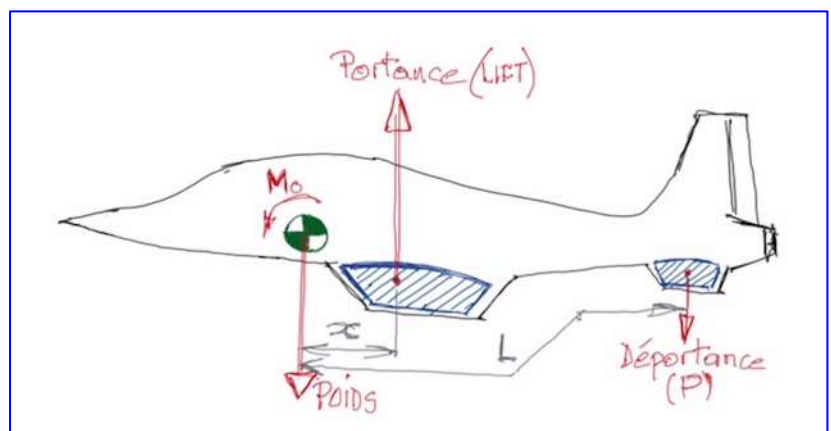 Portance (LIFT)
Mo
x
L
POIDS
Déportance
(P)